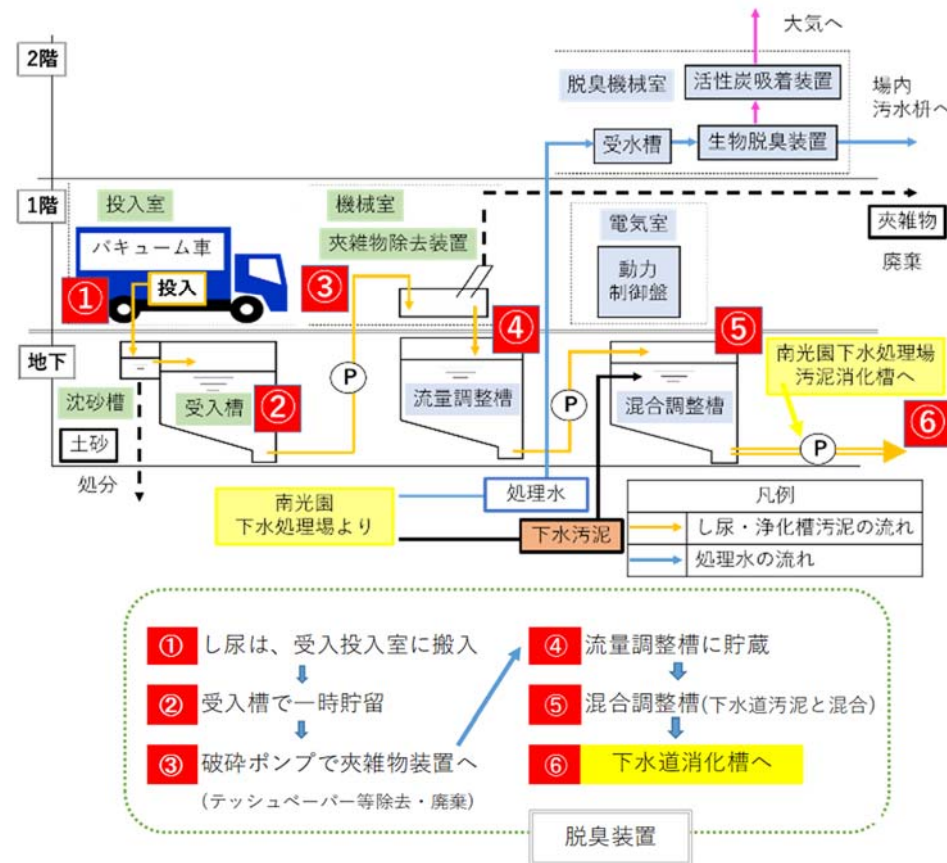 大気へ
2階
脱臭機械室
活性炭吸着装置
場内
汚水枡へ
受水槽
生物脱臭装置
1階
投入室
機械室
電気室
夾雑物
バキューム車
夾雑物除去装置
廃棄
①
投入
③
動力
制御盤
④
⑤
地下
P
P
南光園下水処理場
汚泥消化槽へ
沈砂槽
受入槽
②
流量調整槽
混合調整槽
⑥
土砂
P
処分
南光園
下水処理場より
処理水
下水汚泥
凡例
し尿・浄化槽汚泥の流れ
処理水の流れ
① し尿は、受入投入室に搬入
② 受入槽で一時貯留
③ 破砕ポンプで夾雑物装置へ
(テッシュペーパー等除去・廃棄)
④ 流量調整槽に貯蔵
⑤ 混合調整槽(下水道汚泥と混合)
⑥ 下水道消化槽へ
脱臭装置